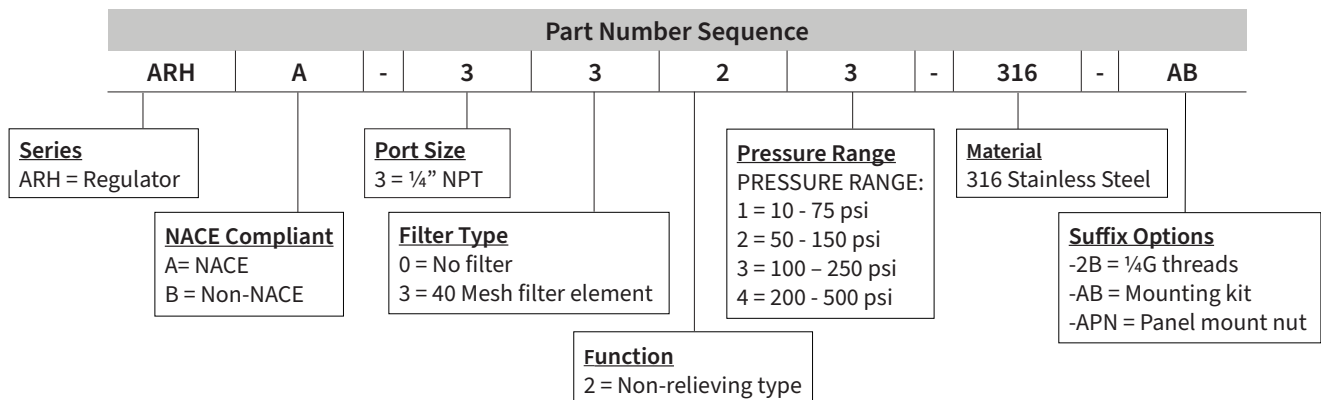 Part Number Sequence
ARH A - 3 3 2 3 - 316 - AB
Series
ARH = Regulator
Port Size
3 = ¼” NPT
Pressure Range
PRESSURE RANGE:
1 = 10 - 75 psi
2 = 50 - 150 psi
3 = 100 – 250 psi
4 = 200 - 500 psi
Material
316 Stainless Steel
NACE Compliant
A= NACE
B = Non-NACE
Filter Type
0 = No filter
3 = 40 Mesh filter element
Suffix Options
-2B = ¼G threads
-AB = Mounting kit
-APN = Panel mount nut
Function
2 = Non-relieving type